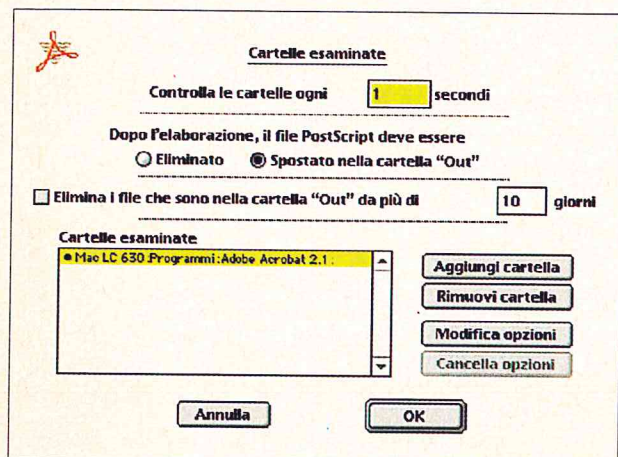 Cartelle esaminate
Controlla le cartelle ogni 1 secondi
Dopo l'elaborazione, il file PostScript deve essere
Eliminato Spostato nella cartella "Out"
Elimina i file che sono nella cartella "Out" da più di 10 giorni
Cartelle esaminate
• Mac LC 630:Programmi:Adobe Acrobat 2.1:
Aggiungi cartella
Rimuovi cartella
Modifica opzioni
Cancella opzioni
Annulla OK